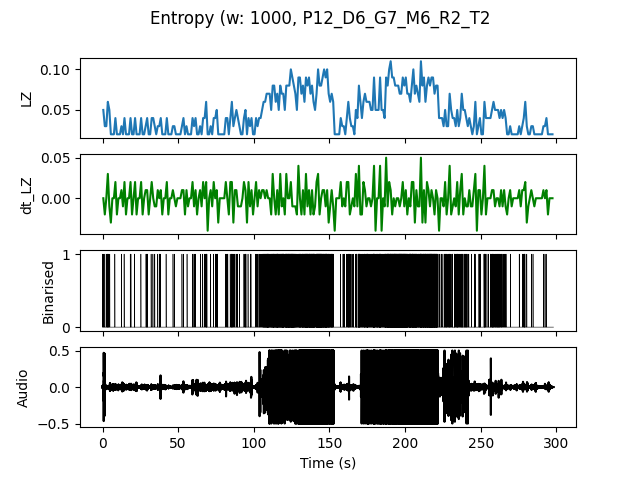 Entropy (w: 1000, P12_D6_G7_M6_R2_T2
LZ
0.10
0.05
dt_LZ
0.05
0.00
Binarised
1
0
Audio
0.5
0.0
−0.5
0 50 100 150 200 250 300
Time (s)